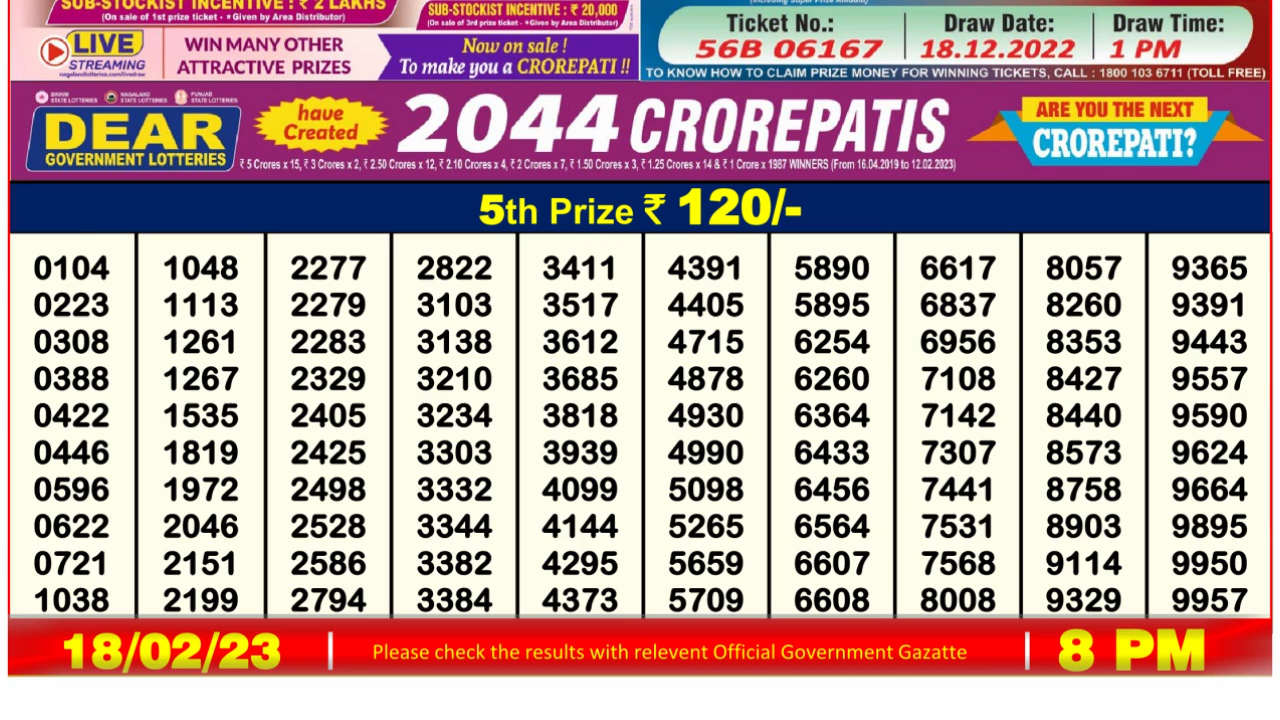 SUB-STOCKIST INCENTIVE : ₹ 2 LAKHS
(On sale of 1st prize ticket - *Given by Area Distributor)
SUB-STOCKIST INCENTIVE : ₹ 20,000
(On sale of 3rd prize ticket - *Given by Area Distributor)
LIVE
STREAMING
nagalandlotteries.com/livedraw
WIN MANY OTHER
ATTRACTIVE PRIZES
Now on sale !
To make you a CROREPATI !!
Ticket No.:
56B 06167
Draw Date:
18.12.2022
Draw Time:
1 PM
TO KNOW HOW TO CLAIM PRIZE MONEY FOR WINNING TICKETS, CALL : 1800 103 6711 (TOLL FREE)
SIKKIM
STATE LOTTERIES
NAGALAND
STATE LOTTERIES
PUNJAB
STATE LOTTERIES
DEAR
GOVERNMENT LOTTERIES
have
Created
2044 CROREPATIS
₹ 5 Crores x 15, ₹ 3 Crores x 2, ₹ 2.50 Crores x 12, ₹ 2.10 Crores x 4, ₹ 2 Crores x 7, ₹ 1.50 Crores x 3, ₹ 1.25 Crores x 14 & ₹ 1 Crore x 1987 WINNERS (From 16.04.2019 to 12.02.2023)
ARE YOU THE NEXT
CROREPATI?
5th Prize ₹ 120/-
0104 1048 2277 2822 3411 4391 5890 6617 8057 9365
0223 1113 2279 3103 3517 4405 5895 6837 8260 9391
0308 1261 2283 3138 3612 4715 6254 6956 8353 9443
0388 1267 2329 3210 3685 4878 6260 7108 8427 9557
0422 1535 2405 3234 3818 4930 6364 7142 8440 9590
0446 1819 2425 3303 3939 4990 6433 7307 8573 9624
0596 1972 2498 3332 4099 5098 6456 7441 8758 9664
0622 2046 2528 3344 4144 5265 6564 7531 8903 9895
0721 2151 2586 3382 4295 5659 6607 7568 9114 9950
1038 2199 2794 3384 4373 5709 6608 8008 9329 9957
18/02/23
Please check the results with relevent Official Government Gazatte
8 PM